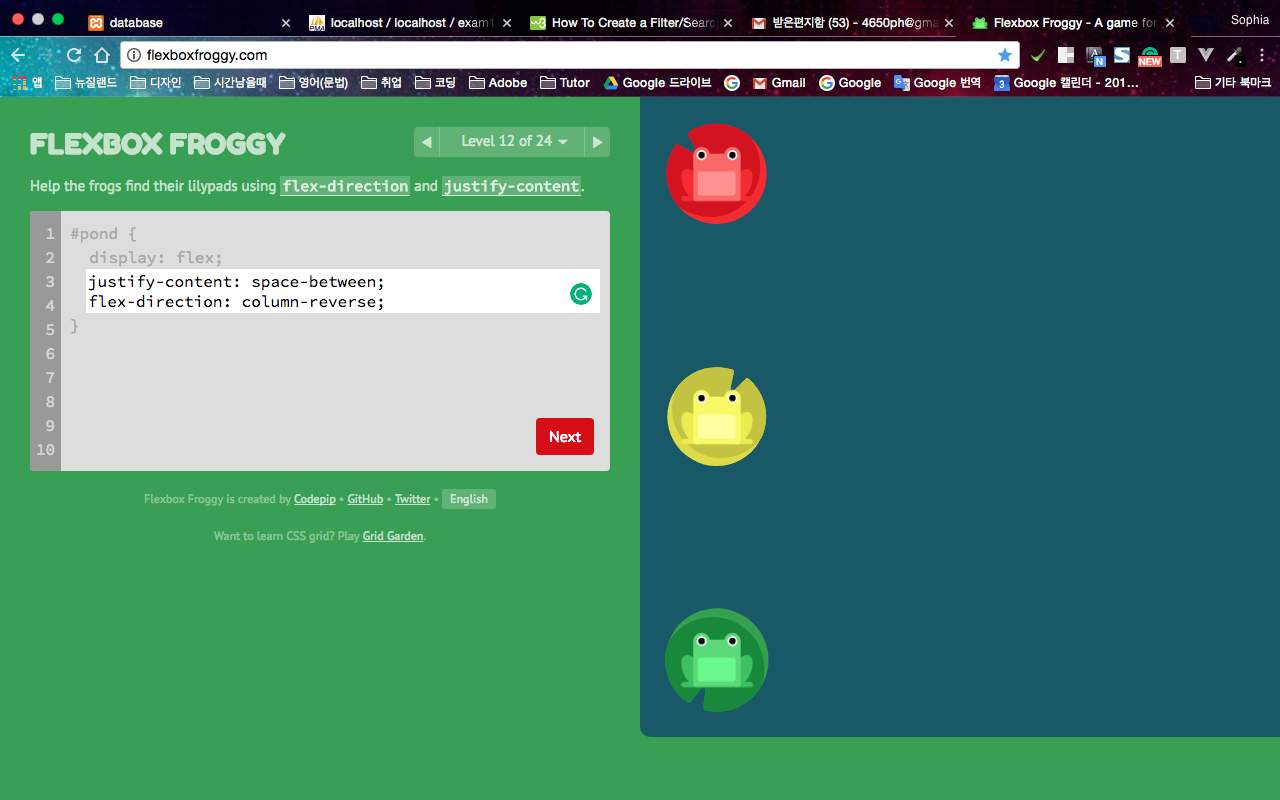 database
localhost / localhost / exam1
How To Create a Filter/Searc
받은편지함 (53) - 4650ph@gma
Flexbox Froggy - A game for
Sophia
flexboxfroggy.com
N
NEW
T
앱
뉴질랜드
디자인
시간남을때
영어(문법)
취업
코딩
Adobe
Tutor
Google 드라이브
Gmail
Google
Google 번역
3
Google 캘린더 - 201...
기타 북마크
FLEXBOX FROGGY
Level 12 of 24
Help the frogs find their lilypads using flex-direction and justify-content.
1 #pond {
2 display: flex;
3 justify-content: space-between;
4 flex-direction: column-reverse;
5 }
6
7
8
9
10
Next
Flexbox Froggy is created by Codepip • GitHub • Twitter • English
Want to learn CSS grid? Play Grid Garden.